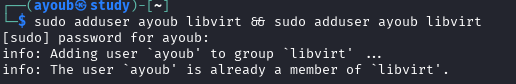 ┌──(ayoub㉿study)-[~]
└─$ sudo adduser ayoub libvirt && sudo adduser ayoub libvirt
[sudo] password for ayoub:
info: Adding user `ayoub' to group `libvirt' ...
info: The user `ayoub' is already a member of `libvirt'.